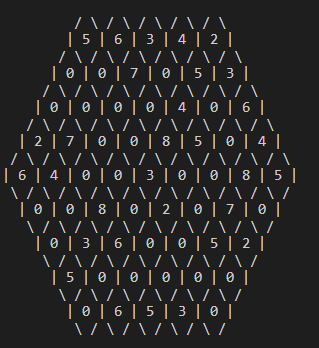 / \ / \ / \ / \ / \
| 5 | 6 | 3 | 4 | 2 |
/ \ / \ / \ / \ / \ / \
| 0 | 0 | 7 | 0 | 5 | 3 |
/ \ / \ / \ / \ / \ / \ / \
| 0 | 0 | 0 | 0 | 4 | 0 | 6 |
/ \ / \ / \ / \ / \ / \ / \ / \
| 2 | 7 | 0 | 0 | 8 | 5 | 0 | 4 |
/ \ / \ / \ / \ / \ / \ / \ / \ / \
| 6 | 4 | 0 | 0 | 3 | 0 | 0 | 8 | 5 |
\ / \ / \ / \ / \ / \ / \ / \ / \ /
| 0 | 0 | 8 | 0 | 2 | 0 | 7 | 0 |
\ / \ / \ / \ / \ / \ / \ / \ /
| 0 | 3 | 6 | 0 | 0 | 5 | 2 |
\ / \ / \ / \ / \ / \ / \ /
| 5 | 0 | 0 | 0 | 0 | 0 |
\ / \ / \ / \ / \ / \ /
| 0 | 6 | 5 | 3 | 0 |
\ / \ / \ / \ / \ /